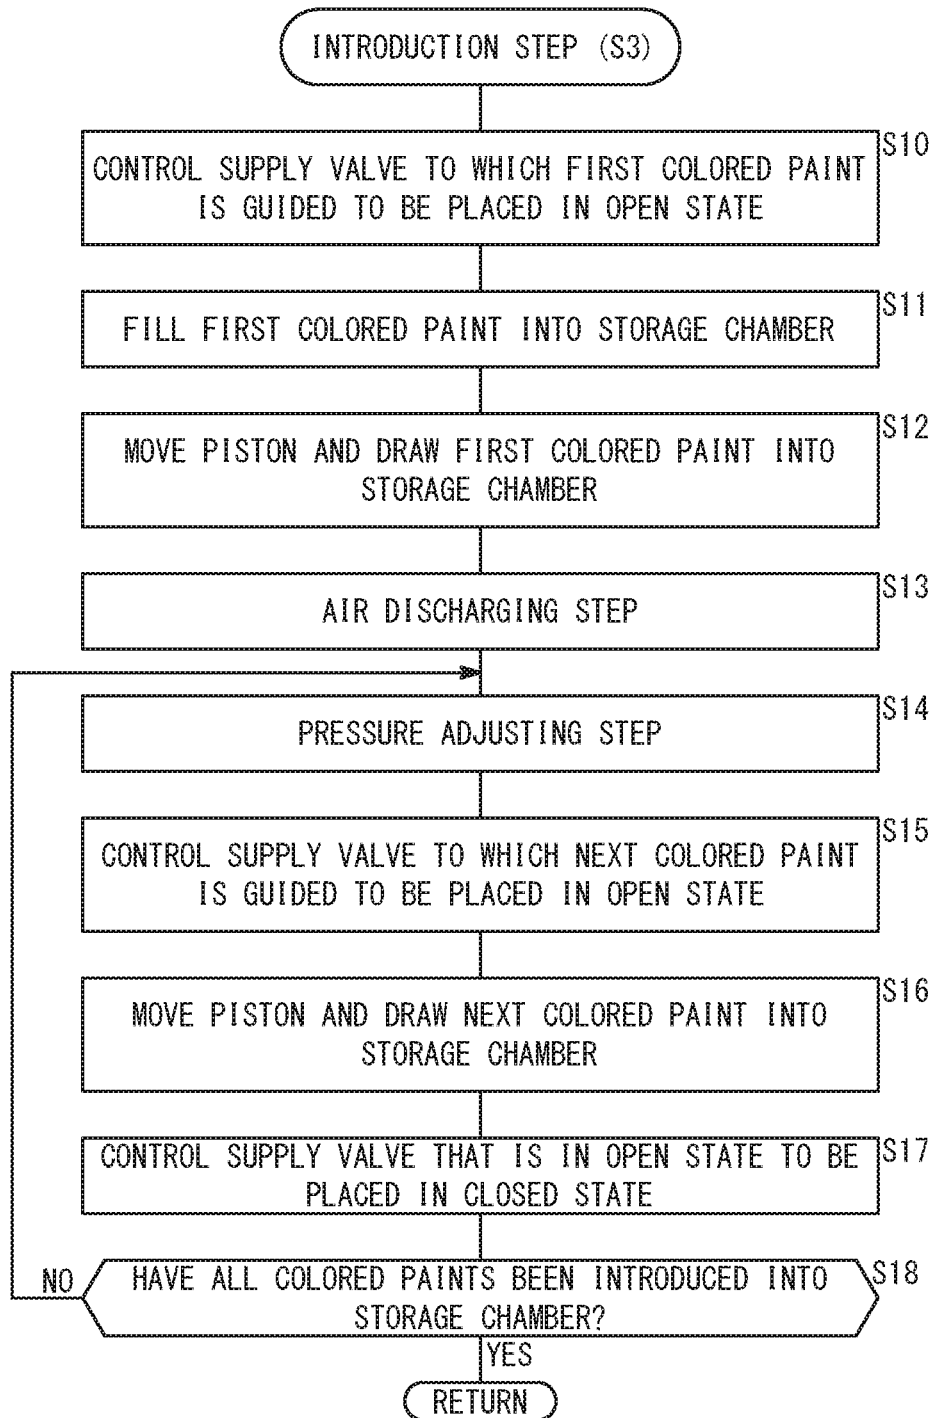 INTRODUCTION STEP (S3)
S10
CONTROL SUPPLY VALVE TO WHICH FIRST COLORED PAINT
IS GUIDED TO BE PLACED IN OPEN STATE
S11
FILL FIRST COLORED PAINT INTO STORAGE CHAMBER
S12
MOVE PISTON AND DRAW FIRST COLORED PAINT INTO
STORAGE CHAMBER
S13
AIR DISCHARGING STEP
S14
PRESSURE ADJUSTING STEP
S15
CONTROL SUPPLY VALVE TO WHICH NEXT COLORED PAINT
IS GUIDED TO BE PLACED IN OPEN STATE
S16
MOVE PISTON AND DRAW NEXT COLORED PAINT INTO
STORAGE CHAMBER
S17
CONTROL SUPPLY VALVE THAT IS IN OPEN STATE TO BE
PLACED IN CLOSED STATE
S18
NO
HAVE ALL COLORED PAINTS BEEN INTRODUCED INTO
STORAGE CHAMBER?
YES
RETURN